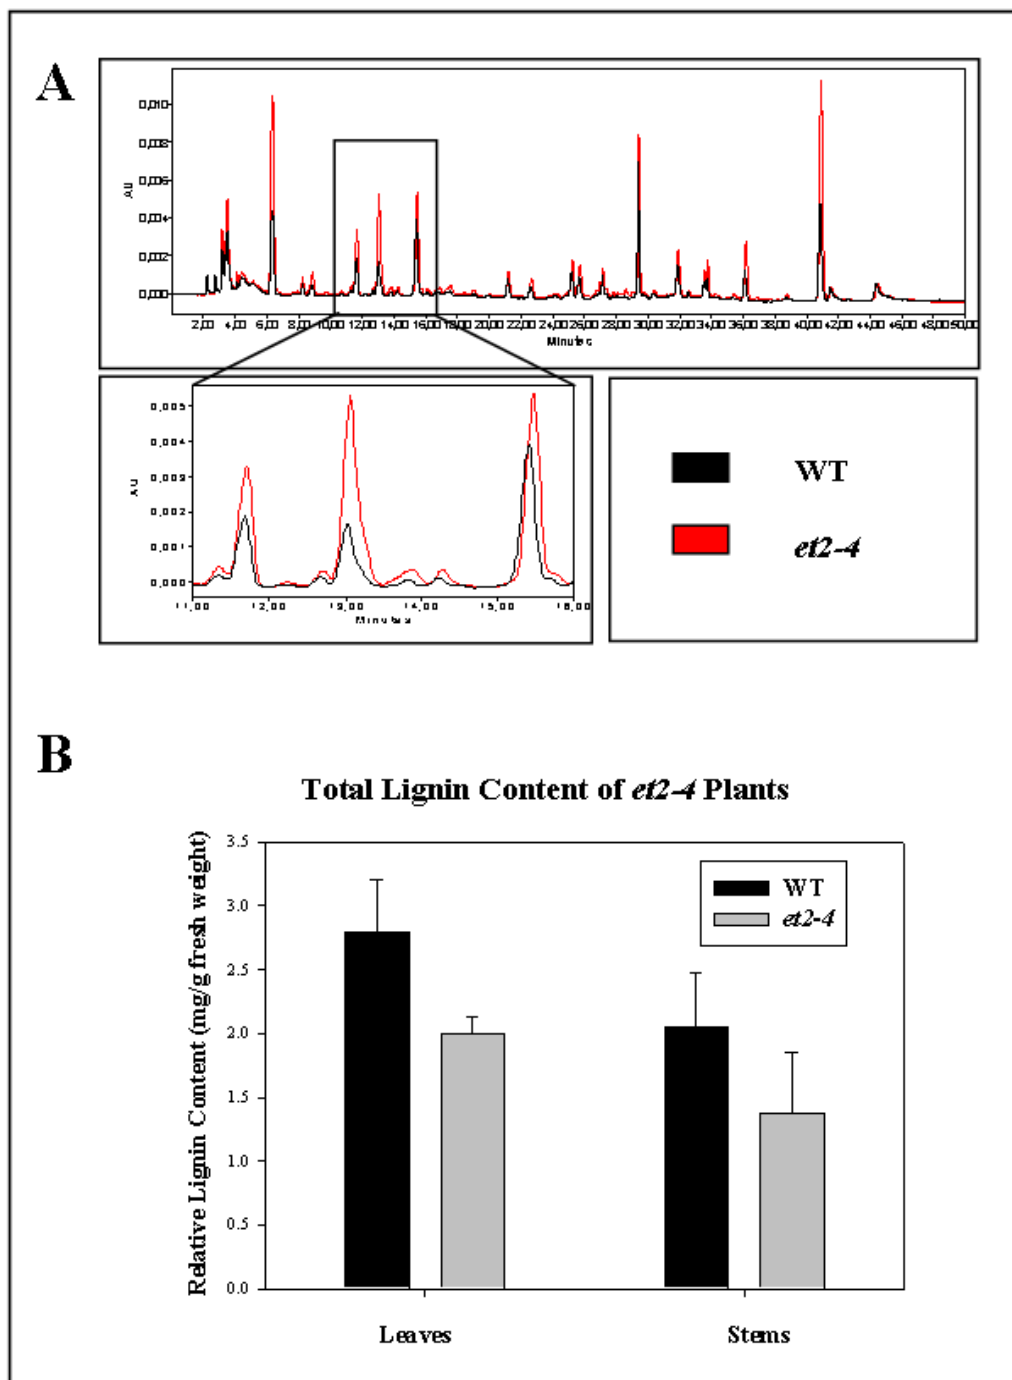 A
0,010
0,008
0,006
0,004
0,002
0,000
AU
2,00 4,00 6,00 8,00 10,00 12,00 14,00 16,00 18,00 20,00 22,00 24,00 26,00 28,00 30,00 32,00 34,00 36,00 38,00 40,00 42,00 44,00 46,00 48,00 50,00
Minutes
0,005
0,004
0,003
0,002
0,001
0,000
AU
11,00 12,00 13,00 14,00 15,00 16,00
Minutes
WT
et2-4
B
Total Lignin Content of et2-4 Plants
Relative Lignin Content (mg/g fresh weight)
3.5
3.0
2.5
2.0
1.5
1.0
0.5
0.0
WT
et2-4
Leaves Stems